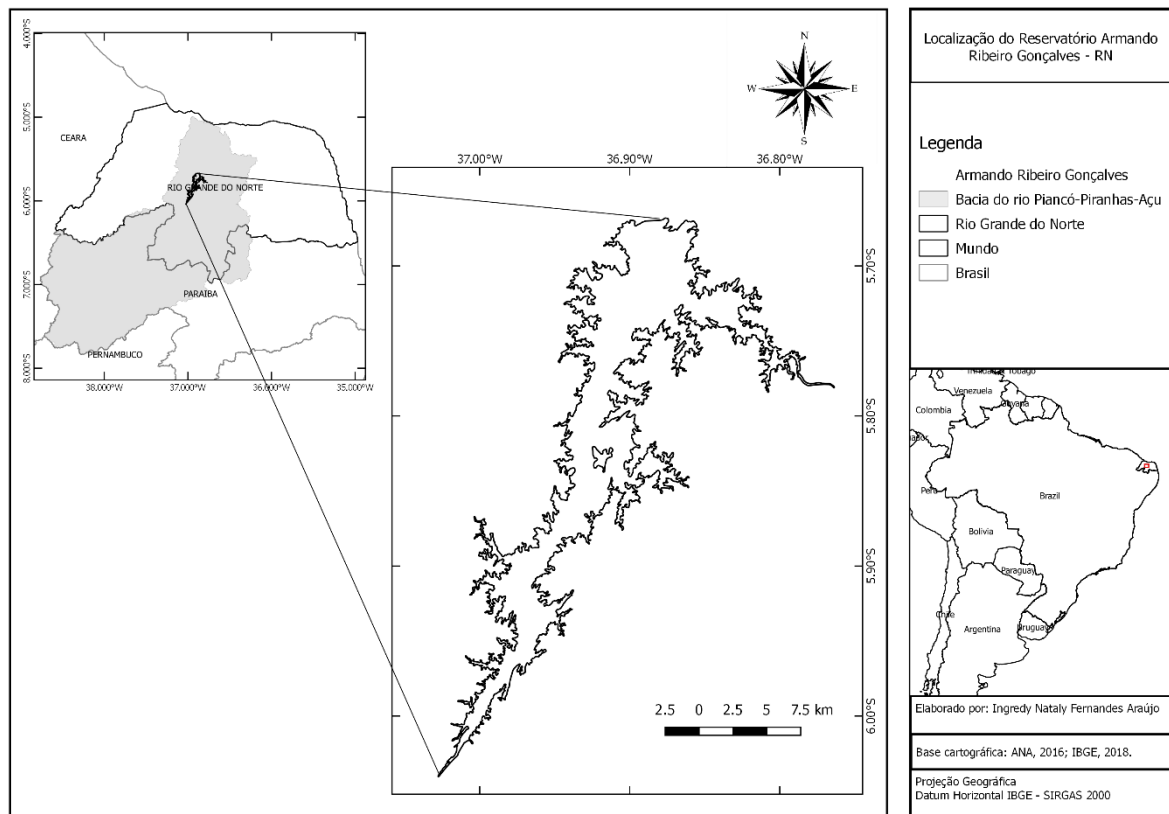 4.000°S
5.000°S
6.000°S
7.000°S
8.000°S
CEARA
RIO GRANDE DO NORTE
PARAÍBA
PERNAMBUCO
38.000°W
37.000°W
36.000°W
35.000°W
N
W
E
S
37.00°W
36.90°W
36.80°W
5.70°S
5.80°S
5.90°S
6.00°S
2.5 0 2.5 5 7.5 km
Localização do Reservatório Armando
Ribeiro Gonçalves - RN
Legenda
Armando Ribeiro Gonçalves
Bacia do rio Piancó-Piranhas-Açu
Rio Grande do Norte
Mundo
Brasil
Tobago
Venezuela
Guyana
Colombia
Peru
Brazil
Bolivia
Paraguay
Chile
Argentina
Uruguay
Elaborado por: Ingredy Nataly Fernandes Araújo
Base cartográfica: ANA, 2016; IBGE, 2018.
Projeção Geográfica
Datum Horizontal IBGE - SIRGAS 2000